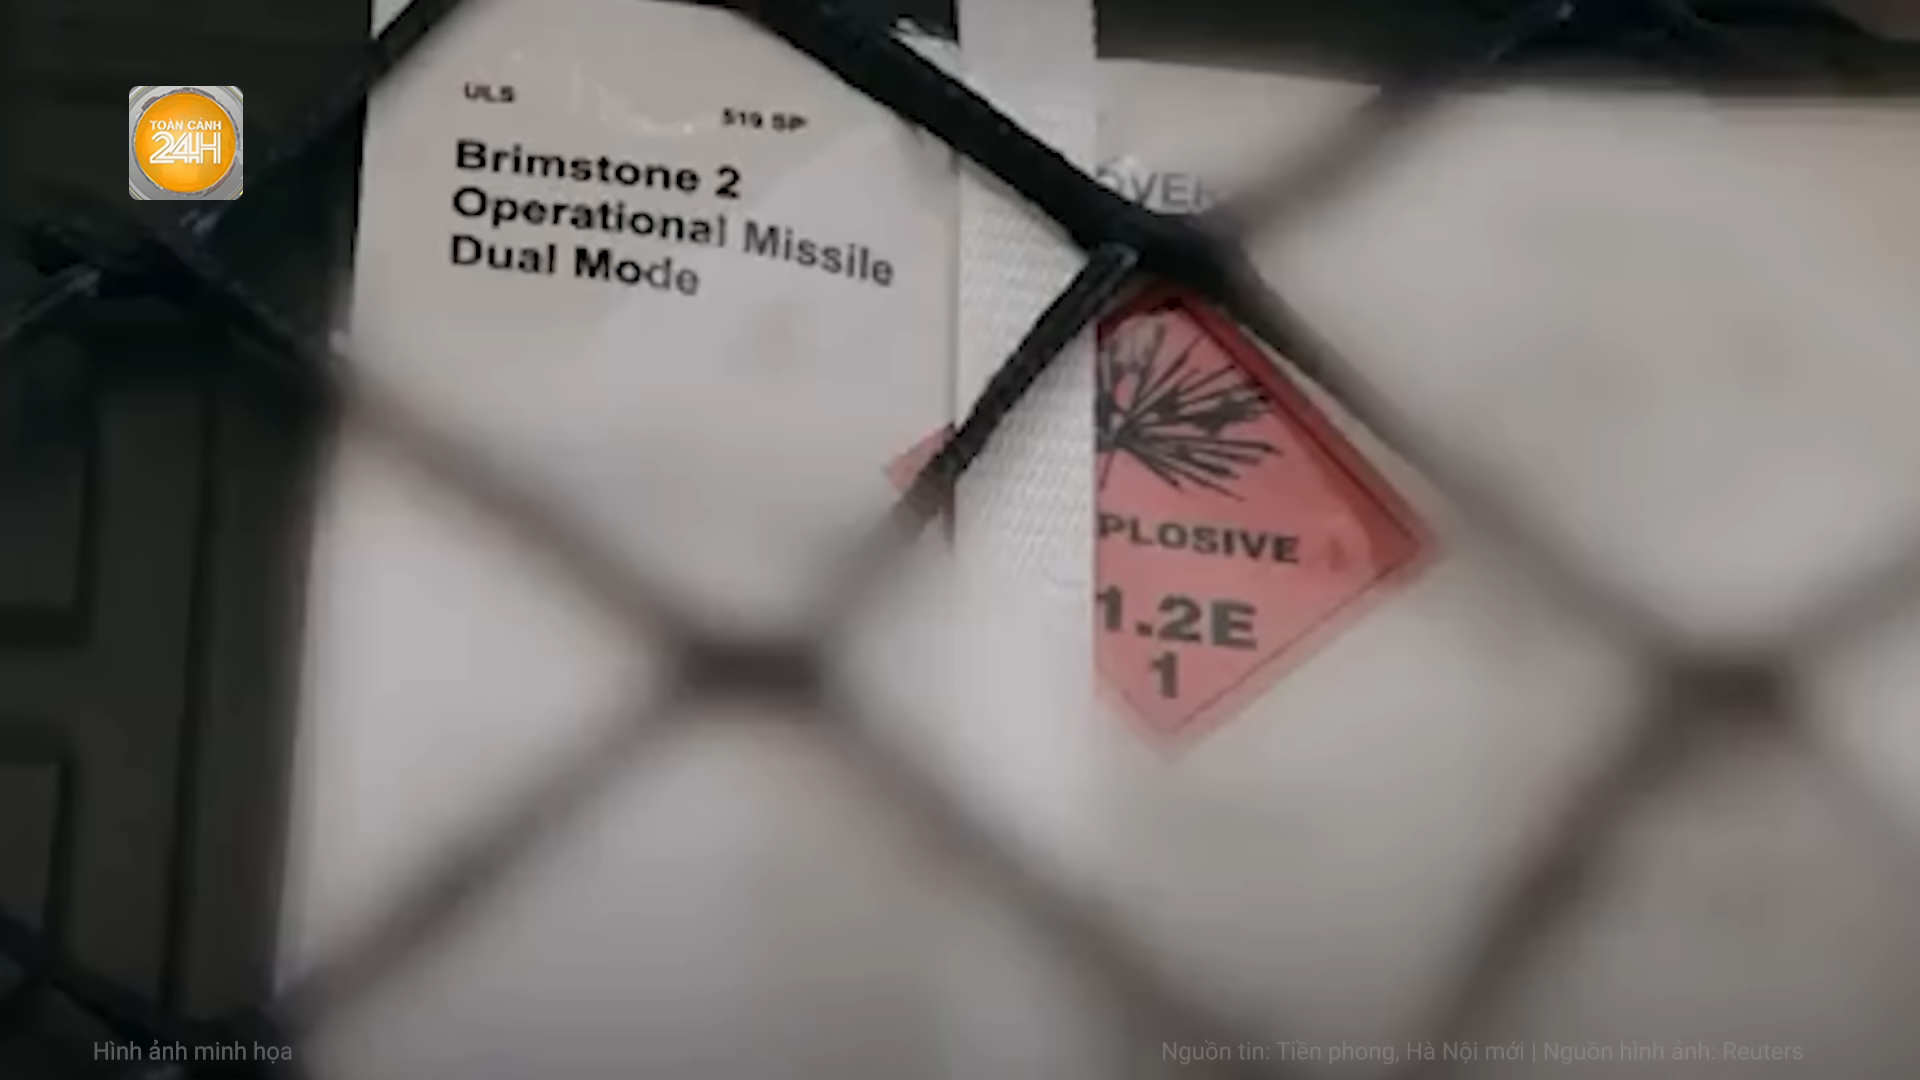 TOÀN CẢNH
24H
ULS
519 SP
Brimstone 2
Operational Missile
Dual Mode
OVER
PLOSIVE
1.2E
1
Hình ảnh minh họa
Nguồn tin: Tiền phong, Hà Nội mới | Nguồn hình ảnh: Reuters